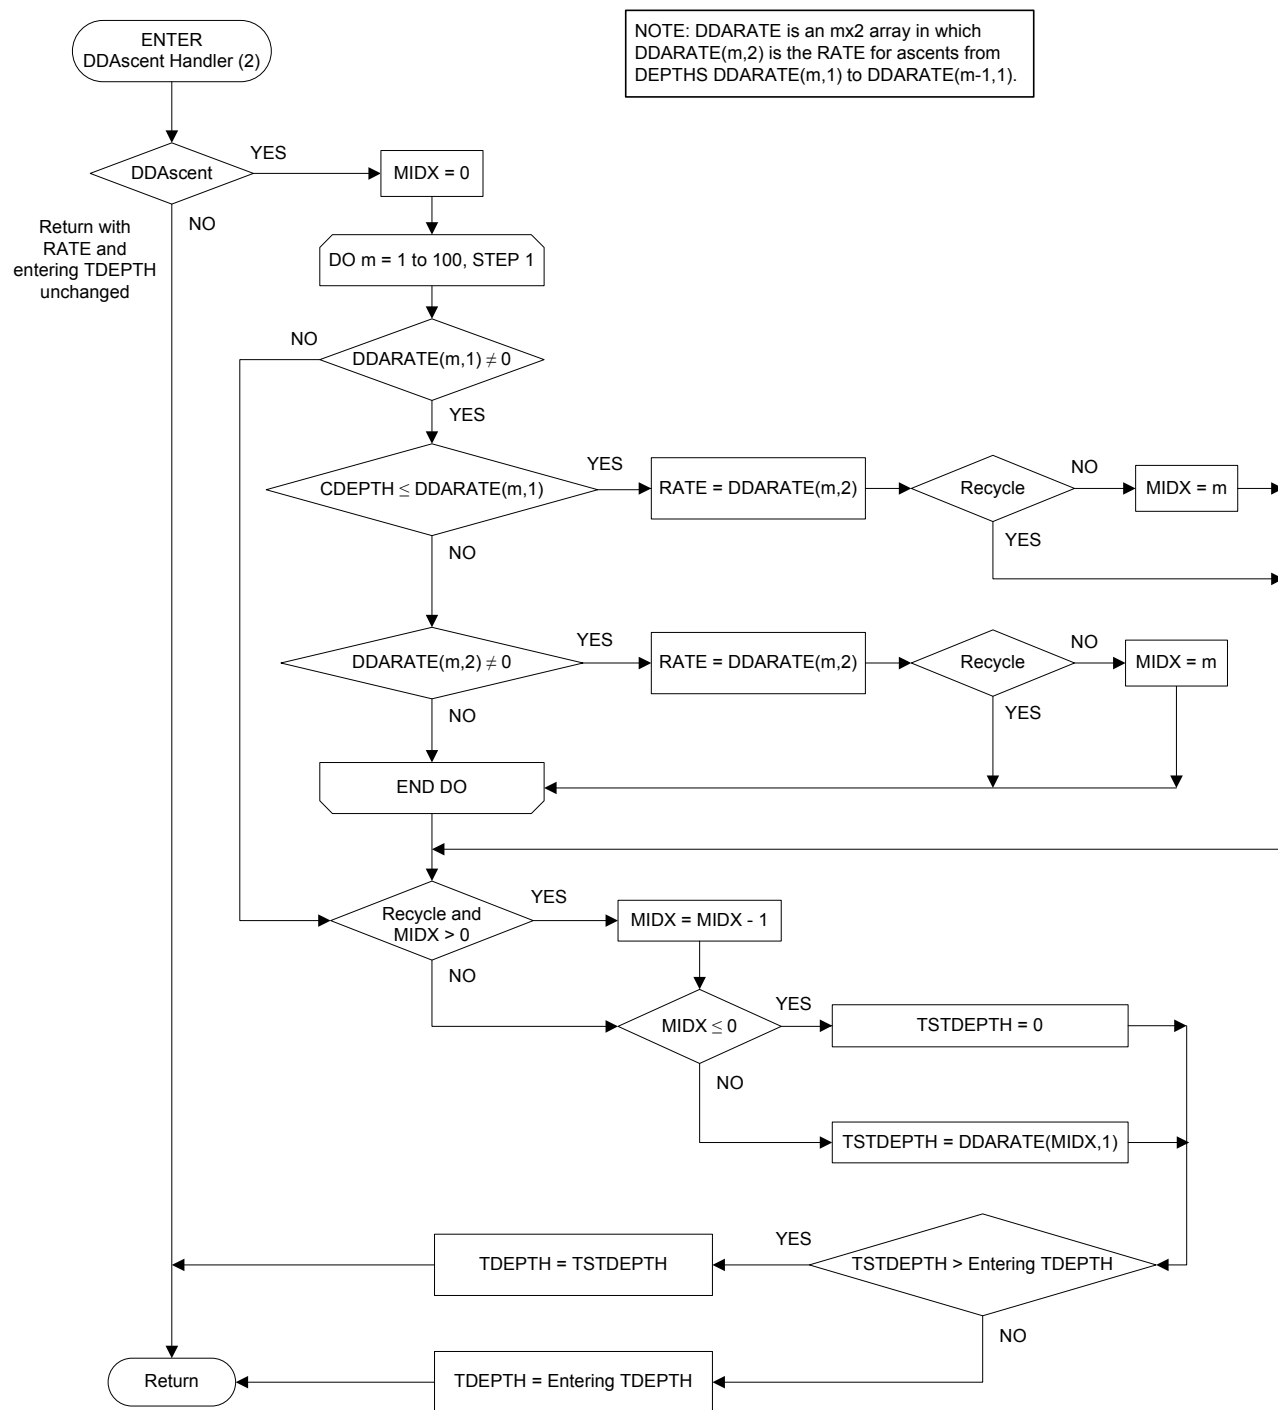 ENTER
DDAscent Handler (2)
NOTE: DDARATE is an mx2 array in which
DDARATE(m,2) is the RATE for ascents from
DEPTHS DDARATE(m,1) to DDARATE(m-1,1).
DDAscent
YES
MIDX = 0
NO
Return with
RATE and
entering TDEPTH
unchanged
DO m = 1 to 100, STEP 1
NO
DDARATE(m,1) ≠ 0
YES
CDEPTH ≤ DDARATE(m,1)
YES
RATE = DDARATE(m,2)
Recycle
NO
MIDX = m
YES
NO
DDARATE(m,2) ≠ 0
YES
RATE = DDARATE(m,2)
Recycle
NO
MIDX = m
YES
NO
END DO
Recycle and
MIDX > 0
YES
MIDX = MIDX - 1
NO
MIDX ≤ 0
YES
TSTDEPTH = 0
NO
TSTDEPTH = DDARATE(MIDX,1)
TSTDEPTH > Entering TDEPTH
YES
TDEPTH = TSTDEPTH
NO
TDEPTH = Entering TDEPTH
Return